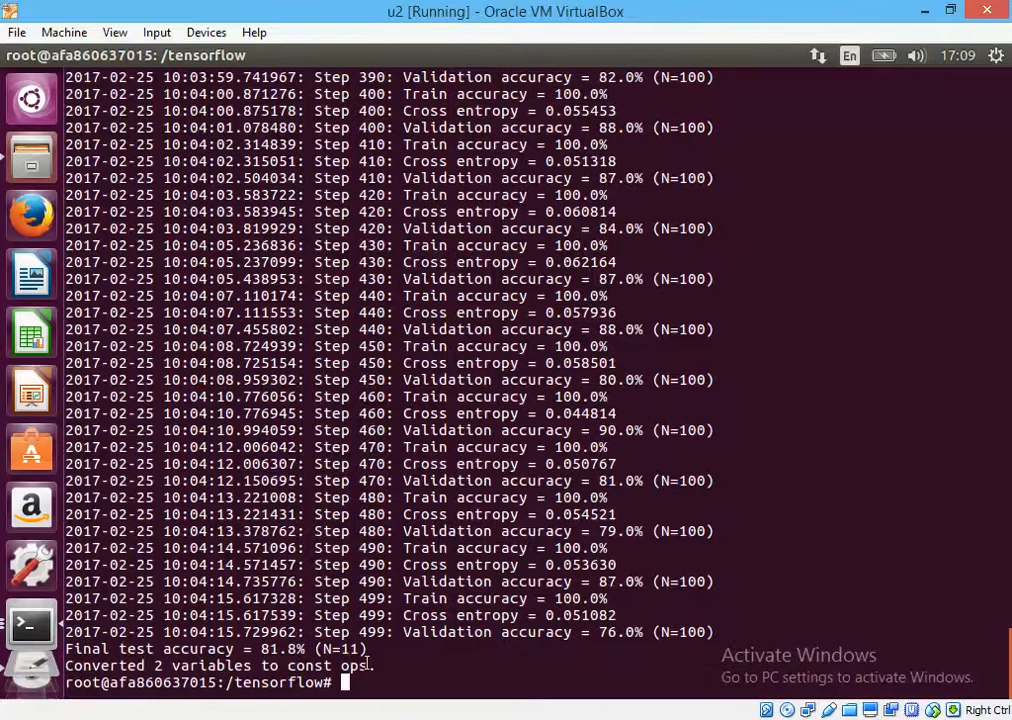 u2 [Running] - Oracle VM VirtualBox
File Machine View Input Devices Help
root@afa860637015: /tensorflow En 17:09
2017-02-25 10:03:59.741967: Step 390: Validation accuracy = 82.0% (N=100)
2017-02-25 10:04:00.871276: Step 400: Train accuracy = 100.0%
2017-02-25 10:04:00.875178: Step 400: Cross entropy = 0.055453
2017-02-25 10:04:01.078480: Step 400: Validation accuracy = 88.0% (N=100)
2017-02-25 10:04:02.314839: Step 410: Train accuracy = 100.0%
2017-02-25 10:04:02.315051: Step 410: Cross entropy = 0.051318
2017-02-25 10:04:02.504034: Step 410: Validation accuracy = 87.0% (N=100)
2017-02-25 10:04:03.583722: Step 420: Train accuracy = 100.0%
2017-02-25 10:04:03.583945: Step 420: Cross entropy = 0.060814
2017-02-25 10:04:03.819929: Step 420: Validation accuracy = 84.0% (N=100)
2017-02-25 10:04:05.236836: Step 430: Train accuracy = 100.0%
2017-02-25 10:04:05.237099: Step 430: Cross entropy = 0.062164
2017-02-25 10:04:05.438953: Step 430: Validation accuracy = 87.0% (N=100)
2017-02-25 10:04:07.110174: Step 440: Train accuracy = 100.0%
2017-02-25 10:04:07.111553: Step 440: Cross entropy = 0.057936
2017-02-25 10:04:07.455802: Step 440: Validation accuracy = 88.0% (N=100)
2017-02-25 10:04:08.724939: Step 450: Train accuracy = 100.0%
2017-02-25 10:04:08.725154: Step 450: Cross entropy = 0.058501
2017-02-25 10:04:08.959302: Step 450: Validation accuracy = 80.0% (N=100)
2017-02-25 10:04:10.776056: Step 460: Train accuracy = 100.0%
2017-02-25 10:04:10.776945: Step 460: Cross entropy = 0.044814
2017-02-25 10:04:10.994059: Step 460: Validation accuracy = 90.0% (N=100)
2017-02-25 10:04:12.006042: Step 470: Train accuracy = 100.0%
2017-02-25 10:04:12.006307: Step 470: Cross entropy = 0.050767
2017-02-25 10:04:12.150695: Step 470: Validation accuracy = 81.0% (N=100)
2017-02-25 10:04:13.221008: Step 480: Train accuracy = 100.0%
2017-02-25 10:04:13.221431: Step 480: Cross entropy = 0.054521
2017-02-25 10:04:13.378762: Step 480: Validation accuracy = 79.0% (N=100)
2017-02-25 10:04:14.571096: Step 490: Train accuracy = 100.0%
2017-02-25 10:04:14.571457: Step 490: Cross entropy = 0.053630
2017-02-25 10:04:14.735776: Step 490: Validation accuracy = 87.0% (N=100)
2017-02-25 10:04:15.617328: Step 499: Train accuracy = 100.0%
2017-02-25 10:04:15.617539: Step 499: Cross entropy = 0.051082
2017-02-25 10:04:15.729962: Step 499: Validation accuracy = 76.0% (N=100)
Final test accuracy = 81.8% (N=11)
Converted 2 variables to const ops.
root@afa860637015:/tensorflow#
Activate Windows
Go to PC settings to activate Windows.
Right Ctrl